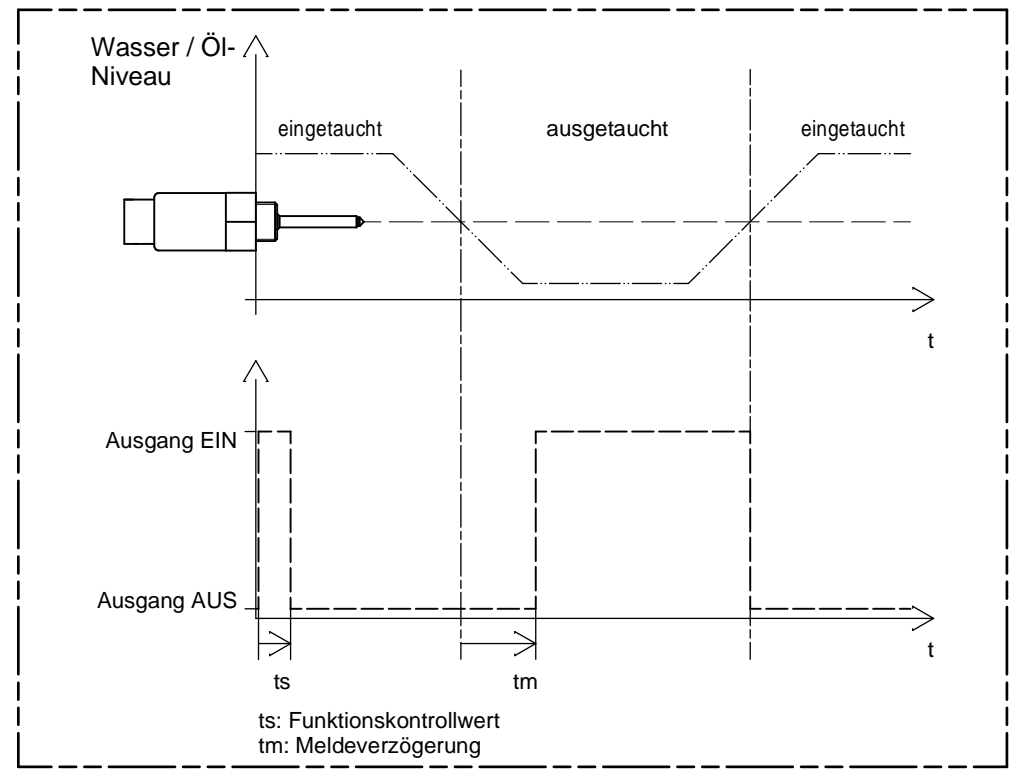 Wasser / Öl-
Niveau
eingetaucht
ausgetaucht
eingetaucht
t
Ausgang EIN
Ausgang AUS
t
ts
tm
ts: Funktionskontrollwert
tm: Meldeverzögerung